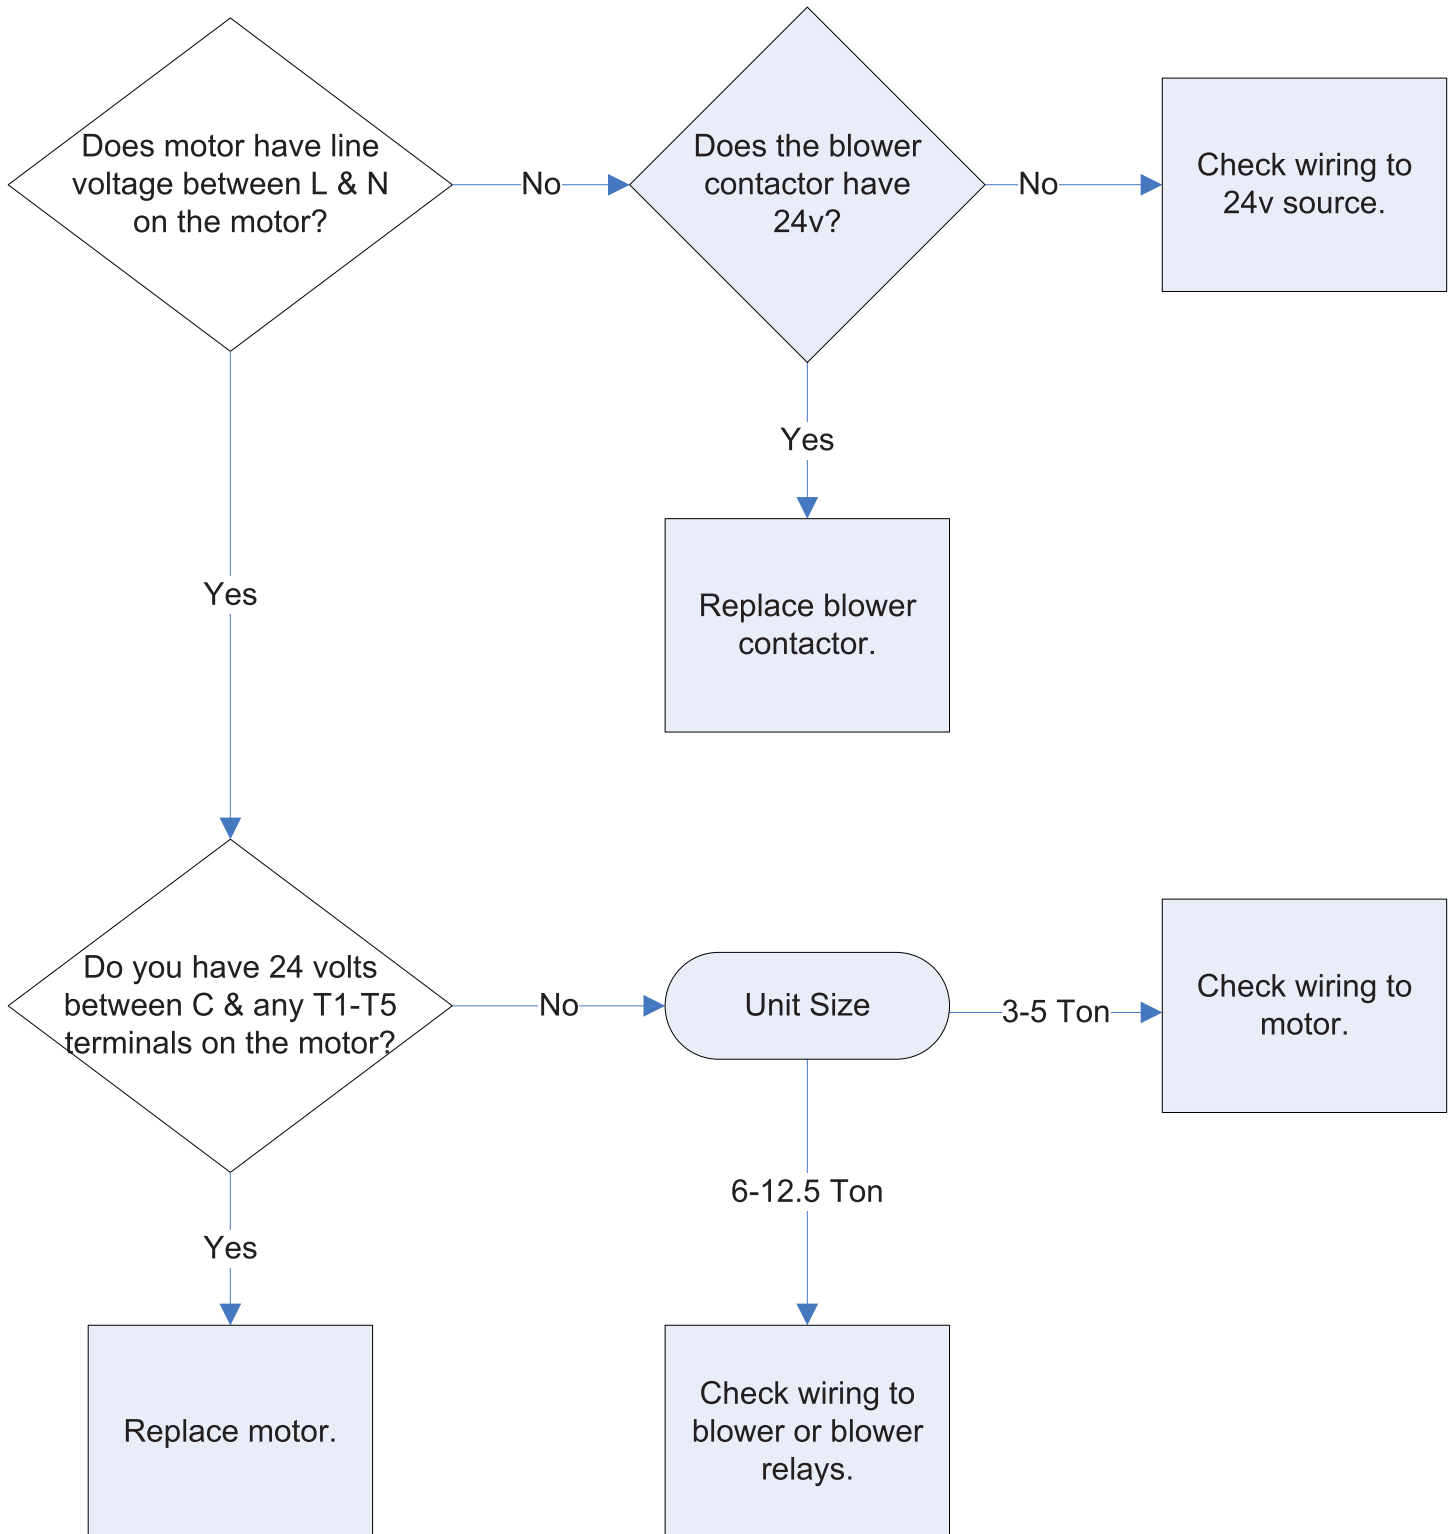 Does motor have line
voltage between L & N
on the motor?
No
Does the blower
contactor have
24v?
No
Check wiring to
24v source.
Yes
Replace blower
contactor.
Yes
Do you have 24 volts
between C & any T1-T5
terminals on the motor?
No
Unit Size
3-5 Ton
Check wiring to
motor.
6-12.5 Ton
Yes
Replace motor.
Check wiring to
blower or blower
relays.